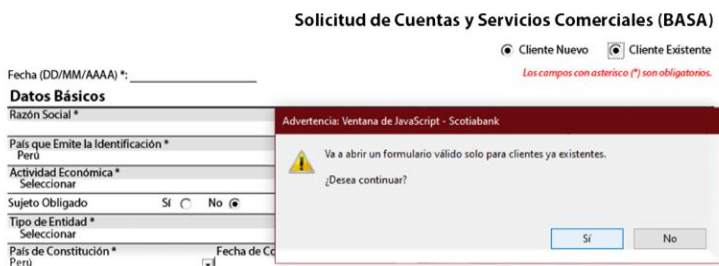 Solicitud de Cuentas y Servicios Comerciales (BASA)
Cliente Nuevo Cliente Existente
Fecha (DD/MM/AAAA) *:
Los campos con asterisco (*) son obligatorios.
Datos Básicos
Razón Social *
País que Emite la Identificación *
Perú
Actividad Económica *
Seleccionar
Sujeto Obligado Sí No
Tipo de Entidad *
Seleccionar
País de Constitución * Fecha de
Perú
Advertencia: Ventana de JavaScript - Scotiabank
Va a abrir un formulario válido solo para clientes ya existentes.
¿Desea continuar?
Sí No